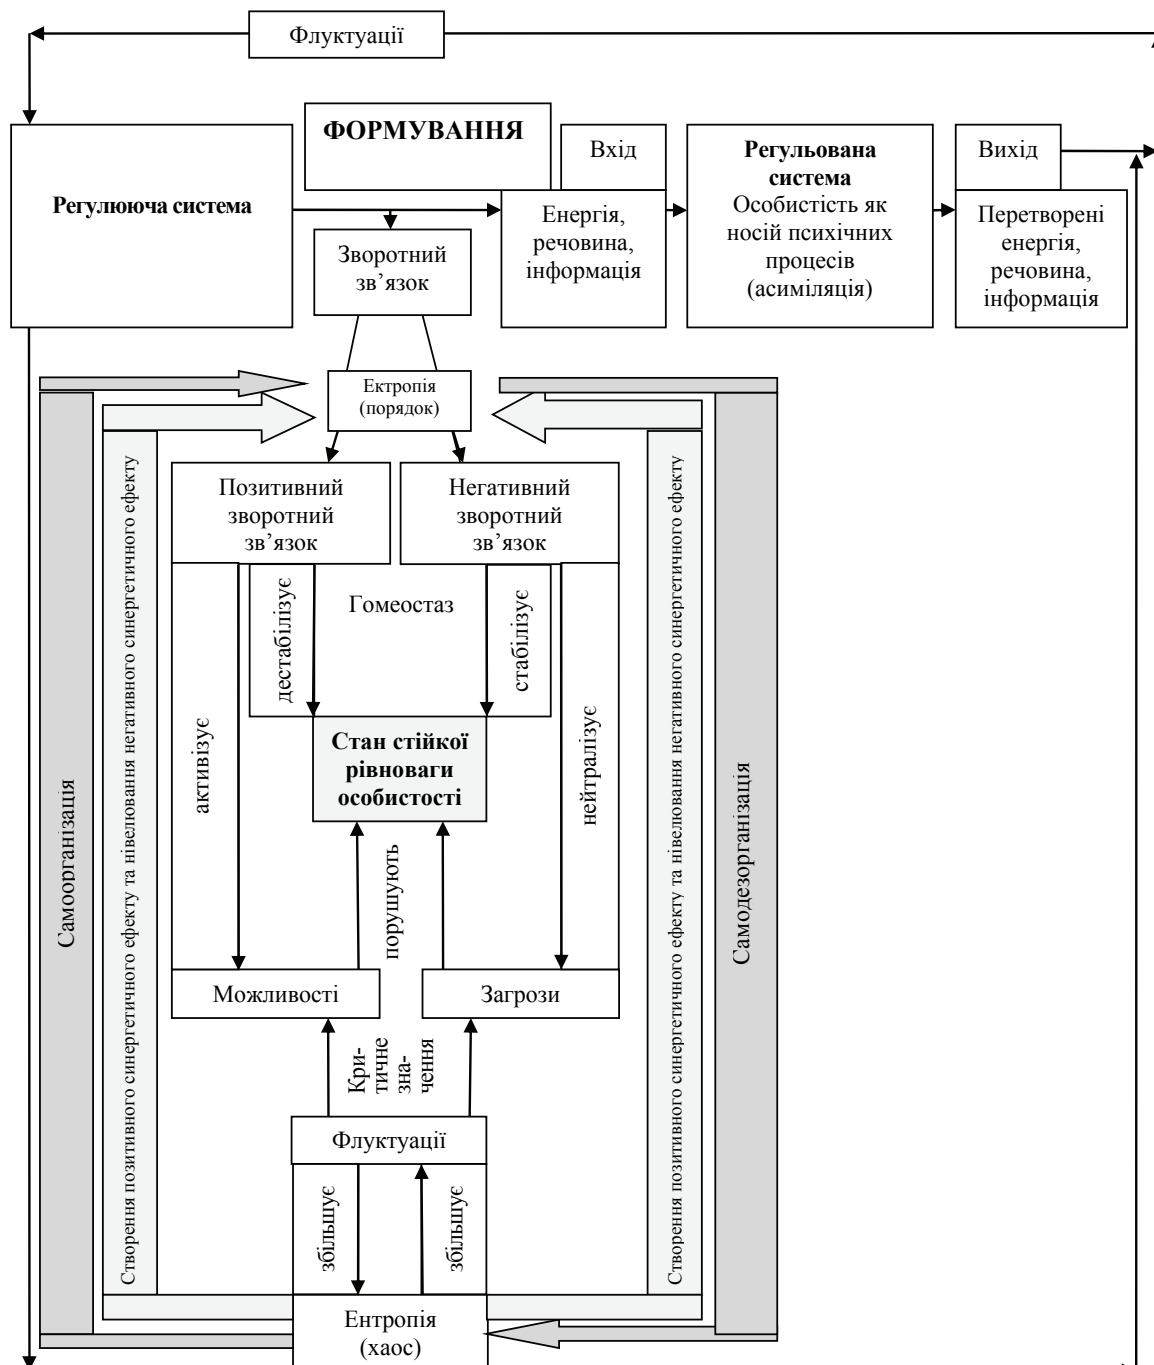 Флуктуації
ФОРМУВАННЯ
Вхід
Регульована
система
Особистість як
носій психічних
процесів
(асиміляція)
Вихід
Регулююча система
Енергія,
речовина,
інформація
Перетворені
енергія,
речовина,
інформація
Зворотний
зв’язок
Ектропія
(порядок)
Позитивний
зворотний
зв’язок
Негативний
зворотний
зв’язок
дестабілізує
Гомеостаз
стабілізує
активізує
нейтралізує
Стан стійкої
рівноваги
особистості
порушують
Самоорганізація
Створення позитивного синергетичного ефекту та нівелювання негативного синергетичного ефекту
Створення позитивного синергетичного ефекту та нівелювання негативного синергетичного ефекту
Самодезорганізація
Можливості
Загрози
Кри-
тичне
зна-
чення
Флуктуації
збільшує
збільшує
Ентропія
(хаос)